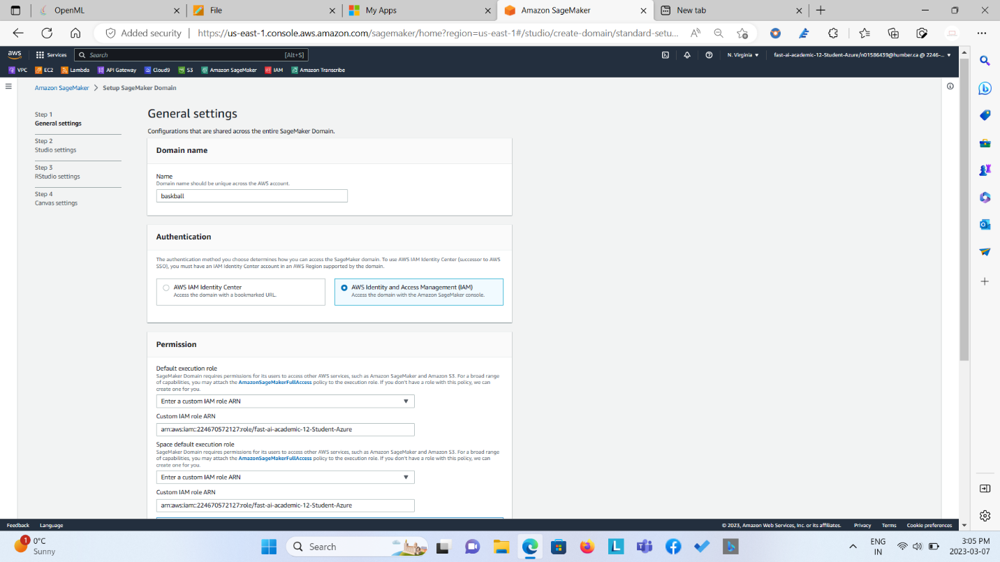 OpenML
File
My Apps
Amazon SageMaker
New tab
Added security
https://us-east-1.console.aws.amazon.com/sagemaker/home?region=us-east-1#/studio/create-domain/standard-setu...
aws
Services
Search
[Alt+S]
N. Virginia
fast-ai-academic-12-Student-Azure/n01586439@humber.ca @ 2246-...
VPC
EC2
Lambda
API Gateway
Cloud9
S3
Amazon SageMaker
IAM
Amazon Transcribe
Amazon SageMaker > Setup SageMaker Domain
Step 1
General settings
Step 2
Studio settings
Step 3
RStudio settings
Step 4
Canvas settings
General settings
Configurations that are shared across the entire SageMaker Domain.
Domain name
Name
Domain name should be unique across the AWS account.
baskball
Authentication
The authentication method you choose determines how you can access the SageMaker domain. To use AWS IAM Identity Center (successor to AWS
SSO), you must have an IAM Identity Center account in an AWS Region supported by the domain.
AWS IAM Identity Center
Access the domain with a bookmarked URL.
AWS Identity and Access Management (IAM)
Access the domain with the Amazon SageMaker console.
Permission
Default execution role
SageMaker Domain requires permissions for its users to access other AWS services, such as Amazon SageMaker and Amazon S3. For a broad range
of capabilities, you may attach the AmazonSageMakerFullAccess policy to the execution role. If you don't have a role with this policy, we can
create one for you.
Enter a custom IAM role ARN
Custom IAM role ARN
arn:aws:iam::224670572127:role/fast-ai-academic-12-Student-Azure
Space default execution role
SageMaker Domain requires permissions for its users to access other AWS services, such as Amazon SageMaker and Amazon S3. For a broad range
of capabilities, you may attach the AmazonSageMakerFullAccess policy to the execution role. If you don't have a role with this policy, we can
create one for you.
Enter a custom IAM role ARN
Custom IAM role ARN
arn:aws:iam::224670572127:role/fast-ai-academic-12-Student-Azure
Feedback
Language
© 2023, Amazon Web Services, Inc. or its affiliates.
Privacy
Terms
Cookie preferences
1
0°C
Sunny
Search
ENG
IN
3:05 PM
2023-03-07